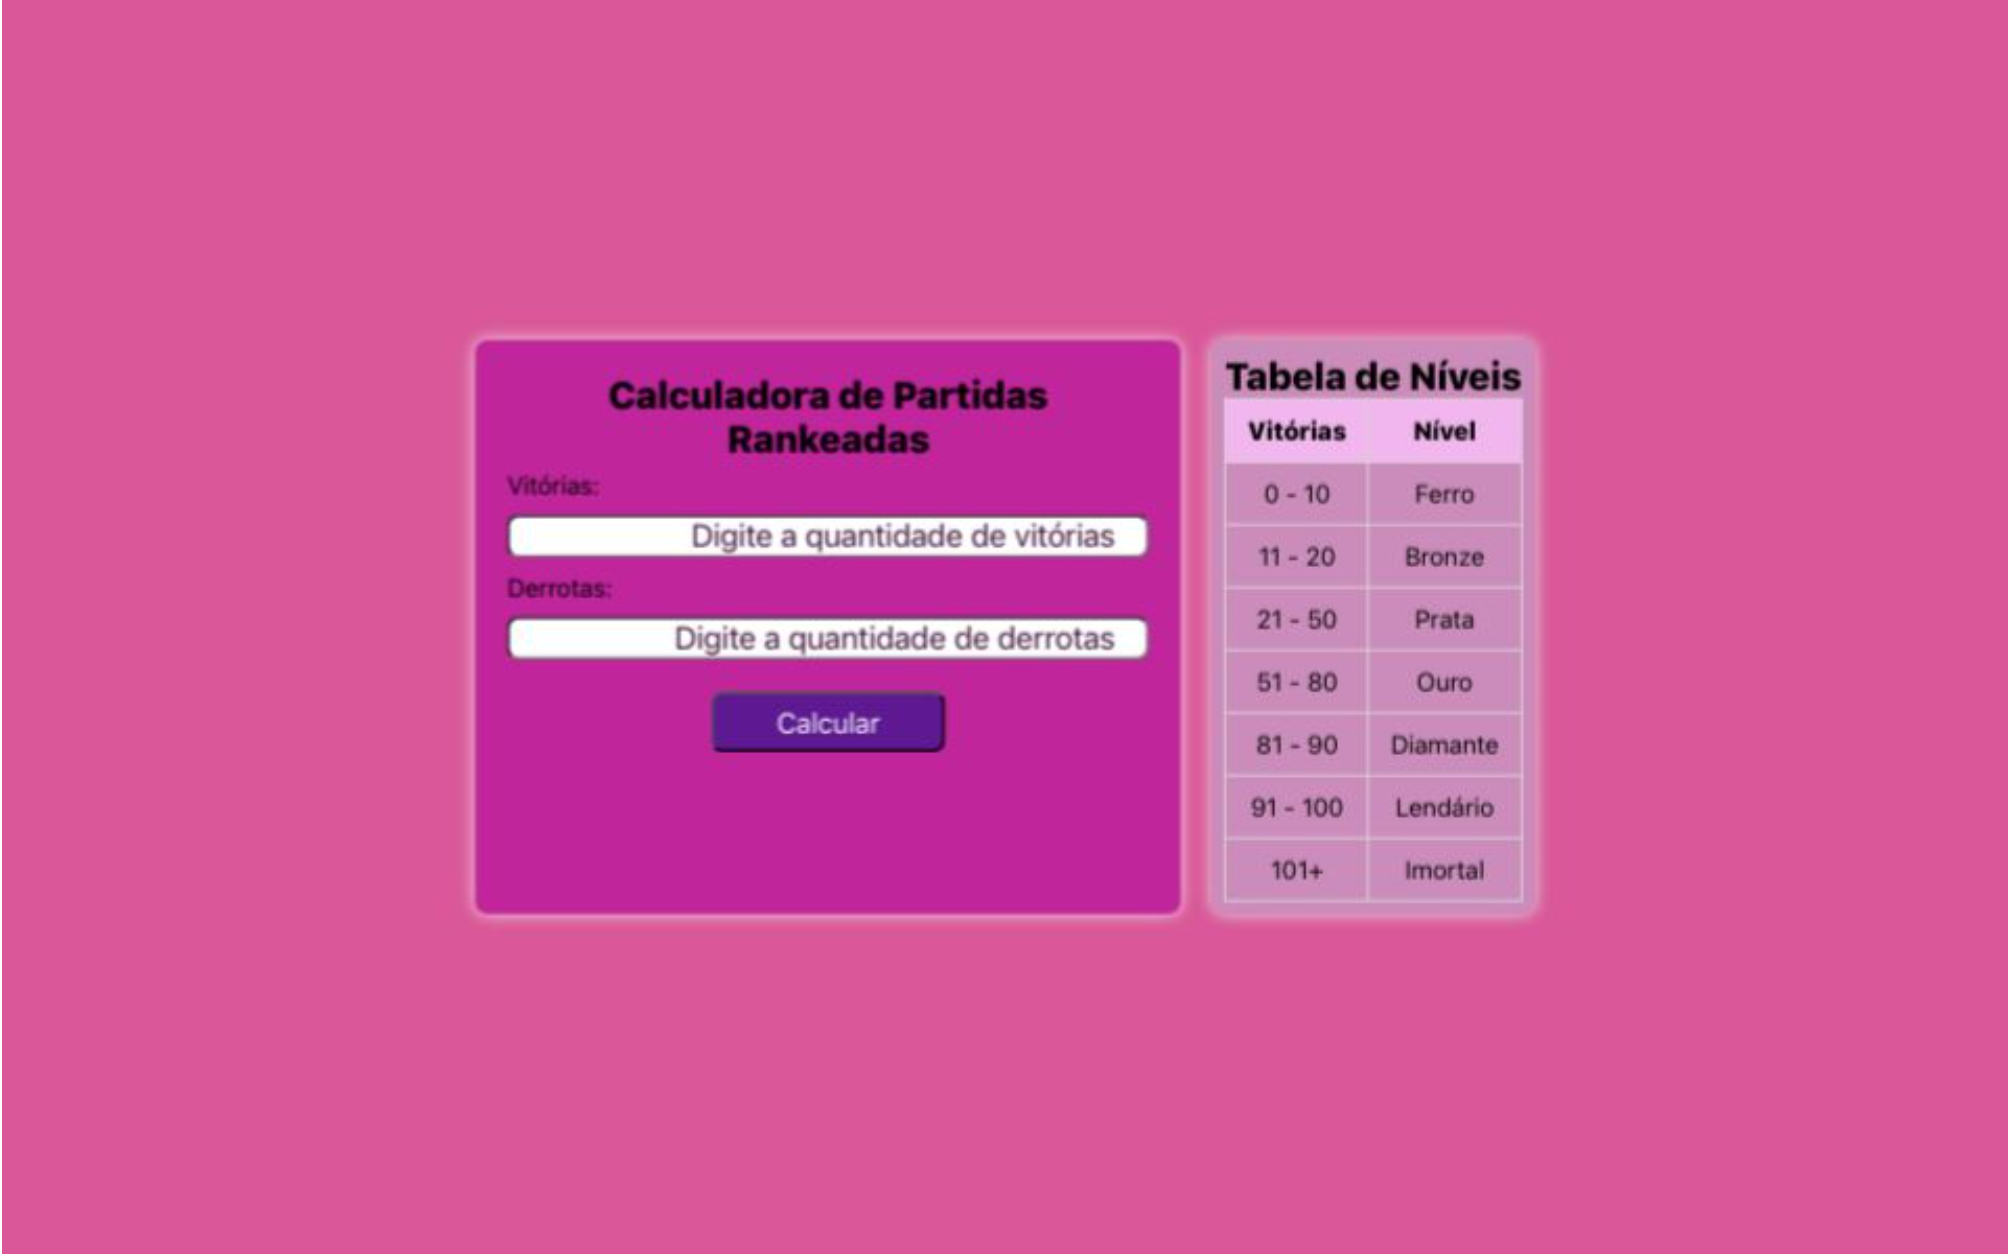 Calculadora de Partidas
Rankeadas
Vitórias:
Digite a quantidade de vitórias
Derrotas:
Digite a quantidade de derrotas
Calcular
Tabela de Níveis
Vitórias Nível
0 - 10 Ferro
11 - 20 Bronze
21 - 50 Prata
51 - 80 Ouro
81 - 90 Diamante
91 - 100 Lendário
101+ Imortal